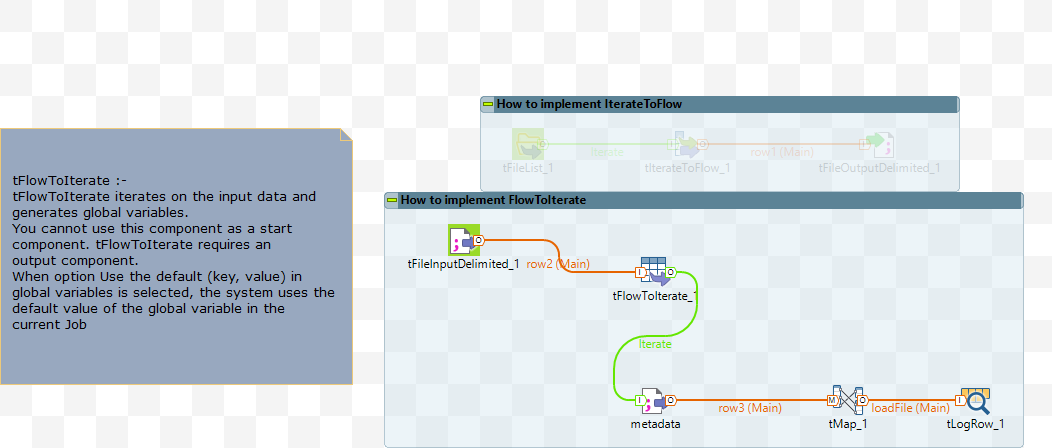 How to implement IterateToFlow
tFileList_1
Iterate
tIterateToFlow_1
row1 (Main)
tFileOutputDelimited_1
tFlowToIterate :-
tFlowToIterate iterates on the input data and
generates global variables.
You cannot use this component as a start
component. tFlowToIterate requires an
output component.
When option Use the default (key, value) in
global variables is selected, the system uses the
default value of the global variable in the
current Job
How to implement FlowToIterate
tFileInputDelimited_1
row2 (Main)
tFlowToIterate_1
Iterate
metadata
row3 (Main)
tMap_1
loadFile (Main)
tLogRow_1